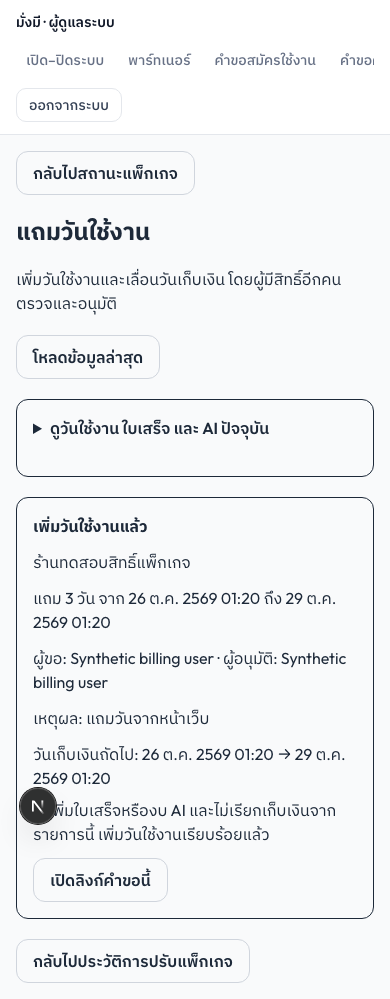 มั่งมี · ผู้ดูแลระบบ
เปิด–ปิดระบบ พาร์ทเนอร์ คำขอสมัครใช้งาน
ออกจากระบบ
กลับไปสถานะแพ็กเกจ
แถมวันใช้งาน
เพิ่มวันใช้งานและเลื่อนวันเก็บเงิน โดยผู้มีสิทธิ์อีกคน
ตรวจและอนุมัติ
โหลดข้อมูลล่าสุด
▶ ดูวันใช้งาน ใบเสร็จ และ AI ปัจจุบัน
เพิ่มวันใช้งานแล้ว
ร้านทดสอบสิทธิ์แพ็กเกจ
แถม 3 วัน จาก 26 ต.ค. 2569 01:20 ถึง 29 ต.ค.
2569 01:20
ผู้ขอ: Synthetic billing user · ผู้อนุมัติ: Synthetic
billing user
เหตุผล: แถมวันจากหน้าเว็บ
วันเก็บเงินถัดไป: 26 ต.ค. 2569 01:20 → 29 ต.ค.
2569 01:20
N
ใบเสร็จหรืองบ AI และไม่เรียกเก็บเงินจาก
รายการนี้ เพิ่มวันใช้งานเรียบร้อยแล้ว
เปิดลิงก์คำขอนี้
กลับไปประวัติการปรับแพ็กเกจ